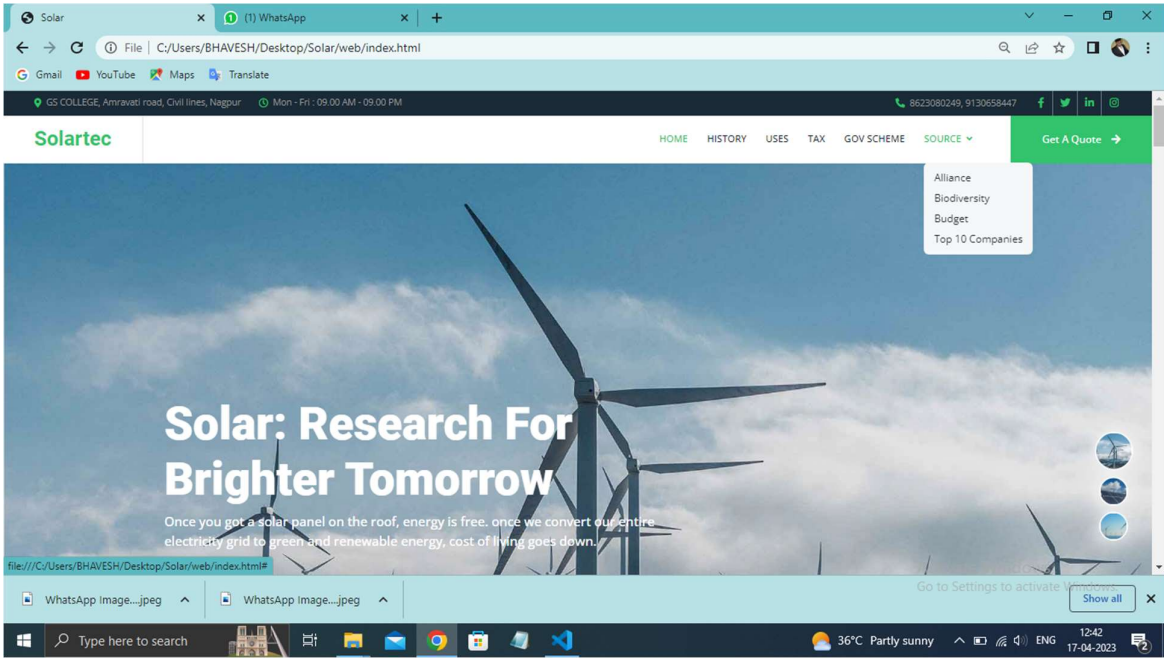 Solar
(1) WhatsApp
File C:/Users/BHAVESH/Desktop/Solar/web/index.html
Gmail YouTube Maps Translate
GS COLLEGE, Amravati road, Civil lines, Nagpur Mon - Fri : 09.00 AM - 09.00 PM 8623080249, 9130658447
Solartec HOME HISTORY USES TAX GOV SCHEME SOURCE Get A Quote
Alliance
Biodiversity
Budget
Top 10 Companies
Solar: Research For
Brighter Tomorrow
Once you got a solar panel on the roof, energy is free. once we convert our entire
electricity grid to green and renewable energy, cost of living goes down.
file:///C:/Users/BHAVESH/Desktop/Solar/web/index.html#
Go to Settings to activate Windows.
WhatsApp Image....jpeg WhatsApp Image....jpeg Show all
Type here to search 36°C Partly sunny ENG 12:42
17-04-2023 2